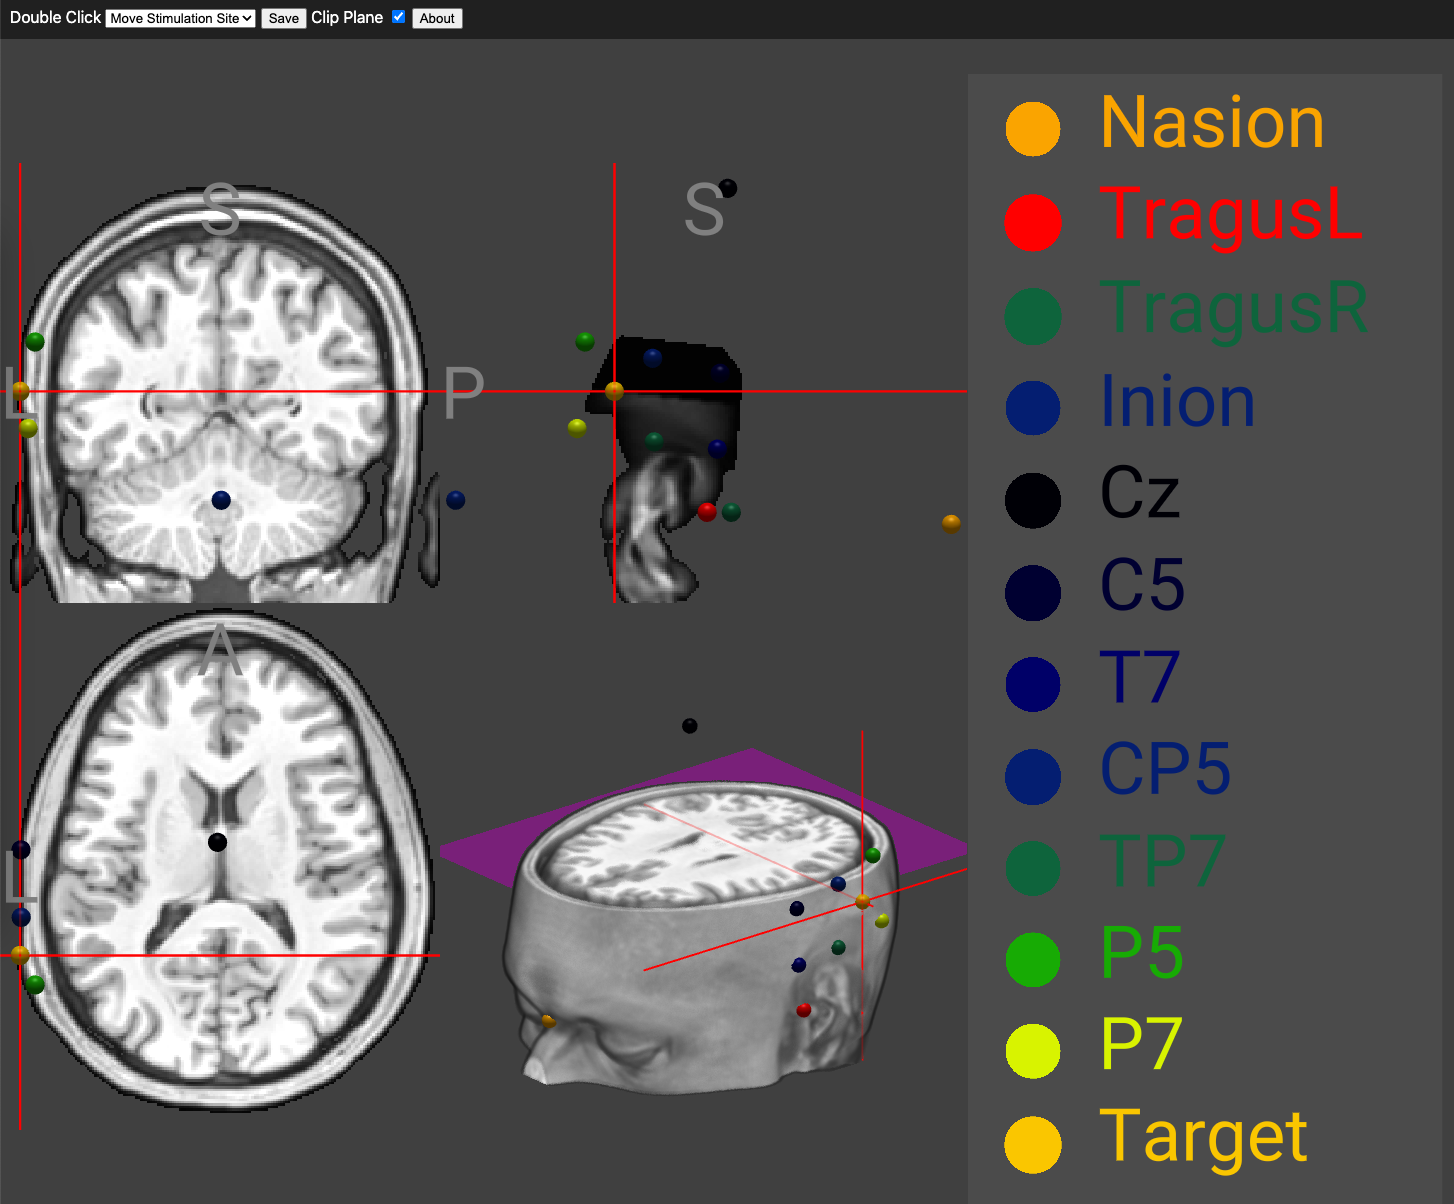 Double Click Move Stimulation Site Save Clip Plane About
S
S
L
P
A
L
Nasion
TragusL
TragusR
Inion
Cz
C5
T7
CP5
TP7
P5
P7
Target